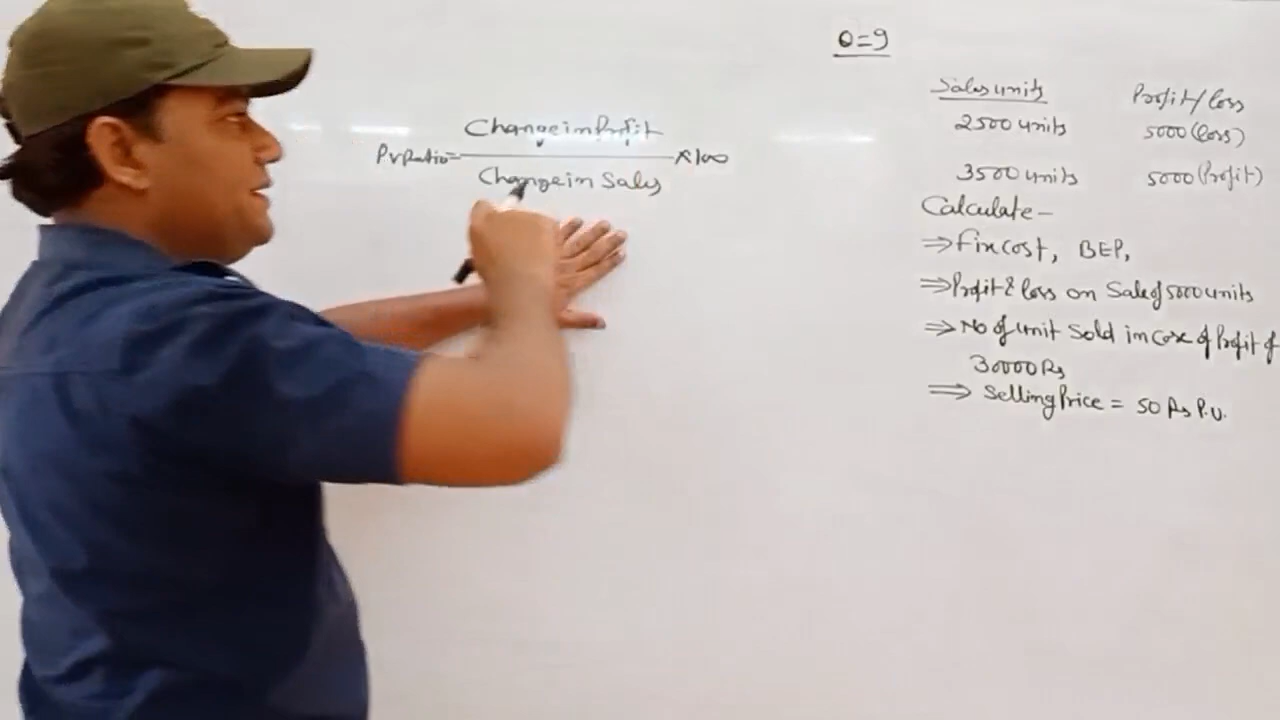 Q=9
Change in Profit
PvRatio= ×100
Change in Sales
Sales units Profit/loss
2500 units 5000 (loss)
3500 units 5000 (Profit)
Calculate -
⇒ fix cost, BEP,
⇒ Profit & loss on Sale of 5000 units
⇒ No of unit Sold in Case of Profit of
30000 Rs
⇒ Selling Price = 50 Rs P.U.